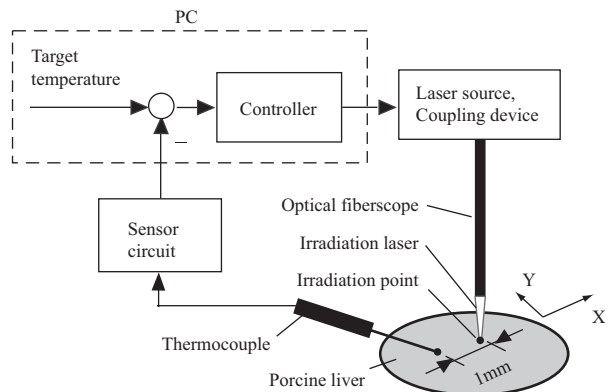 PC
Target
temperature
Controller
Laser source,
Coupling device
–
Sensor
circuit
Optical fiberscope
Irradiation laser
Irradiation point
Thermocouple
Porcine liver
Y
X
1mm